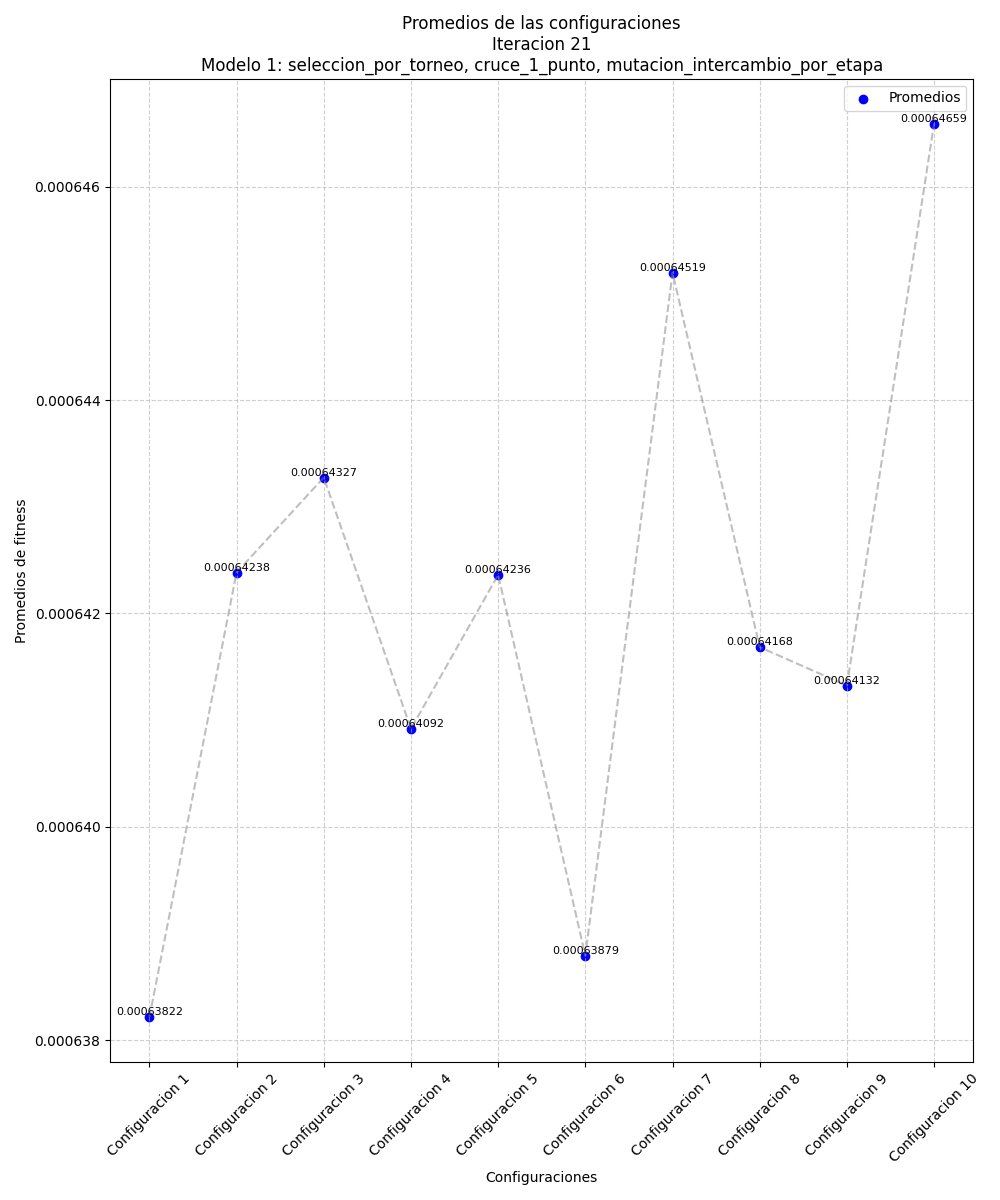 Promedios de las configuraciones
Iteracion 21
Modelo 1: seleccion_por_torneo, cruce_1_punto, mutacion_intercambio_por_etapa
Promedios
0.00064659
0.000646
0.00064519
0.000644
0.00064327
0.00064238
0.00064236
0.000642
0.00064168
0.00064132
0.00064092
0.000640
0.00063879
0.00063822
0.000638
Promedios de fitness
Configuracion 1
Configuracion 2
Configuracion 3
Configuracion 4
Configuracion 5
Configuracion 6
Configuracion 7
Configuracion 8
Configuracion 9
Configuracion 10
Configuraciones